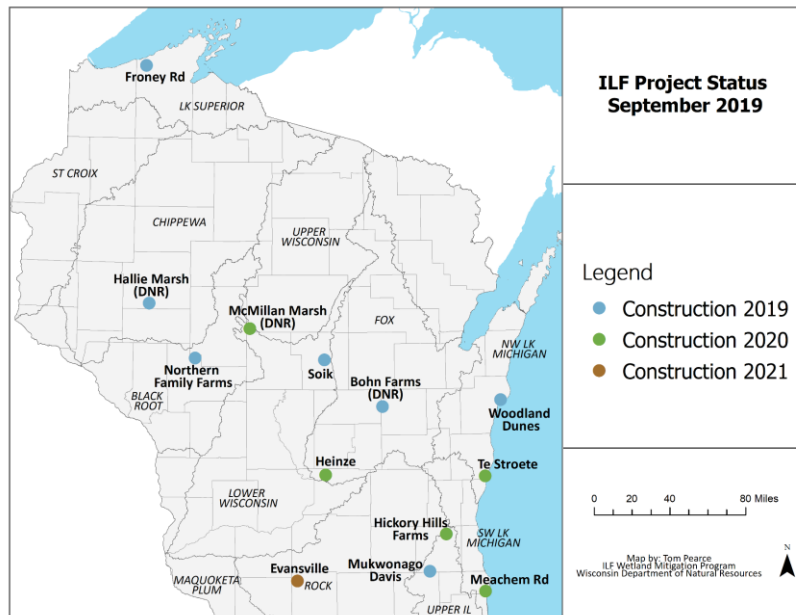 Froney Rd
LK SUPERIOR
ST CROIX
CHIPPEWA
UPPER
WISCONSIN
Hallie Marsh
(DNR)
McMillan Marsh
(DNR)
FOX
NW LK
MICHIGAN
Northern
Family Farms
Soik
Bohn Farms
(DNR)
BLACK
ROOT
Woodland
Dunes
Heinze
Te Stroete
LOWER
WISCONSIN
Hickory Hills
Farms
SW LK
MICHIGAN
Evansville
Mukwonago
Davis
MAQUOKETA
PLUM
ROCK
Meachem Rd
UPPER IL
ILF Project Status
September 2019
Legend
Construction 2019
Construction 2020
Construction 2021
0 20 40 80 Miles
N
Map by: Tom Pearce
ILF Wetland Mitigation Program
Wisconsin Department of Natural Resources